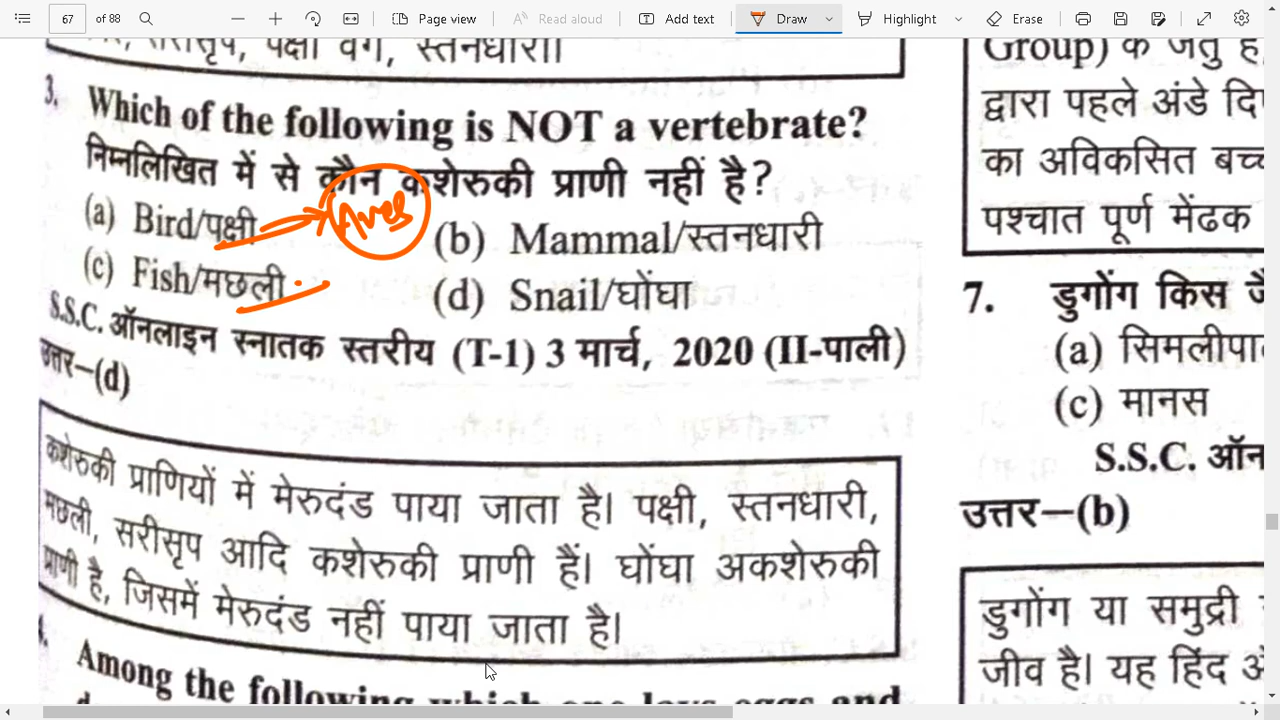 67 of 88 Page view Read aloud Add text Draw Highlight Erase
पक्षी वर्ग, स्तनधारी।
3. Which of the following is NOT a vertebrate?
निम्नलिखित में से कौन कशेरुकी प्राणी नहीं है?
(a) Bird/पक्षी
Aves
(b) Mammal/स्तनधारी
(c) Fish/मछली
(d) Snail/घोंघा
S.S.C. ऑनलाइन स्नातक स्तरीय (T-1) 3 मार्च, 2020 (II-पाली)
उत्तर–(d)
कशेरुकी प्राणियों में मेरुदंड पाया जाता है। पक्षी, स्तनधारी,
मछली, सरीसृप आदि कशेरुकी प्राणी हैं। घोंघा अकशेरुकी
प्राणी है, जिसमें मेरुदंड नहीं पाया जाता है।
Among the following which one lays eggs and
Group) के जंतु ह
द्वारा पहले अंडे दि
का अविकसित बच्च
पश्चात पूर्ण मेंढक
7. डुगोंग किस जै
(a) सिमलीपा
(c) मानस
S.S.C. ऑन
उत्तर–(b)
डुगोंग या समुद्री
जीव है। यह हिंद